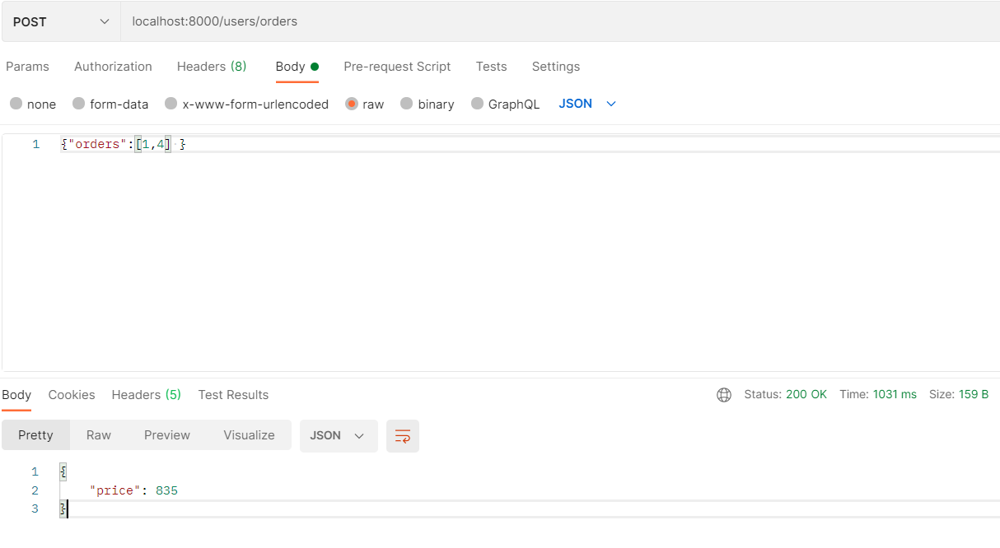 POST localhost:8000/users/orders
Params Authorization Headers (8) Body Pre-request Script Tests Settings
none form-data x-www-form-urlencoded raw binary GraphQL JSON
1 {"orders":[1,4] }
Body Cookies Headers (5) Test Results Status: 200 OK Time: 1031 ms Size: 159 B
Pretty Raw Preview Visualize JSON
1 {
2 "price": 835
3 }